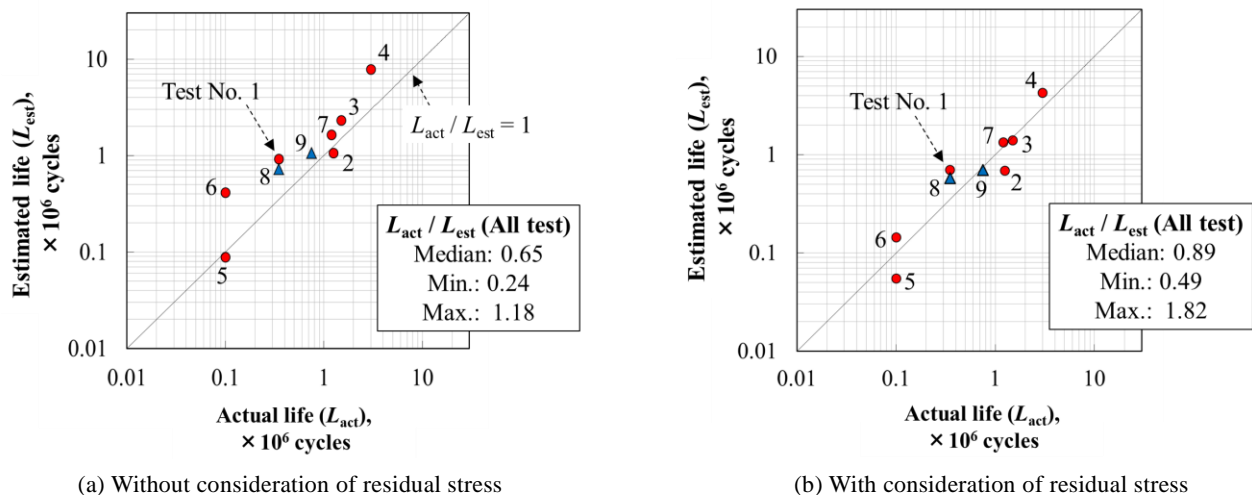 10
1
0.1
0.01
0.01
0.1
1
10
Estimated life (Lest),
× 10⁶ cycles
Actual life (Lact),
× 10⁶ cycles
Test No. 1
4
3
7
9
2
8
6
5
Lact / Lest = 1
Lact / Lest (All test)
Median: 0.65
Min.: 0.24
Max.: 1.18
(a) Without consideration of residual stress
10
1
0.1
0.01
0.01
0.1
1
10
Estimated life (Lest),
× 10⁶ cycles
Actual life (Lact),
× 10⁶ cycles
Test No. 1
4
7
3
8
9
2
6
5
Lact / Lest (All test)
Median: 0.89
Min.: 0.49
Max.: 1.82
(b) With consideration of residual stress